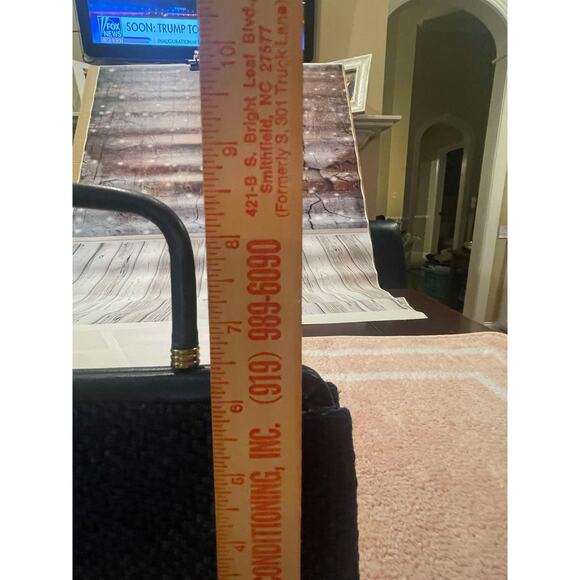 FOX
NEWS
SOON: TRUMP TO
INAUGURATION
10
9
8
7
6
5
4
421-B S. Bright Leaf Blvd.,
Smithfield, NC 27577
(Formerly S. 301 Truck Lane)
CONDITIONING, INC. (919) 989-6090